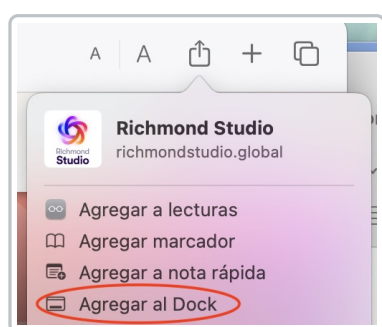 A A
Richmond Studio
richmondstudio.global
Richmond
Studio
Agregar a lecturas
Agregar marcador
Agregar a nota rápida
Agregar al Dock